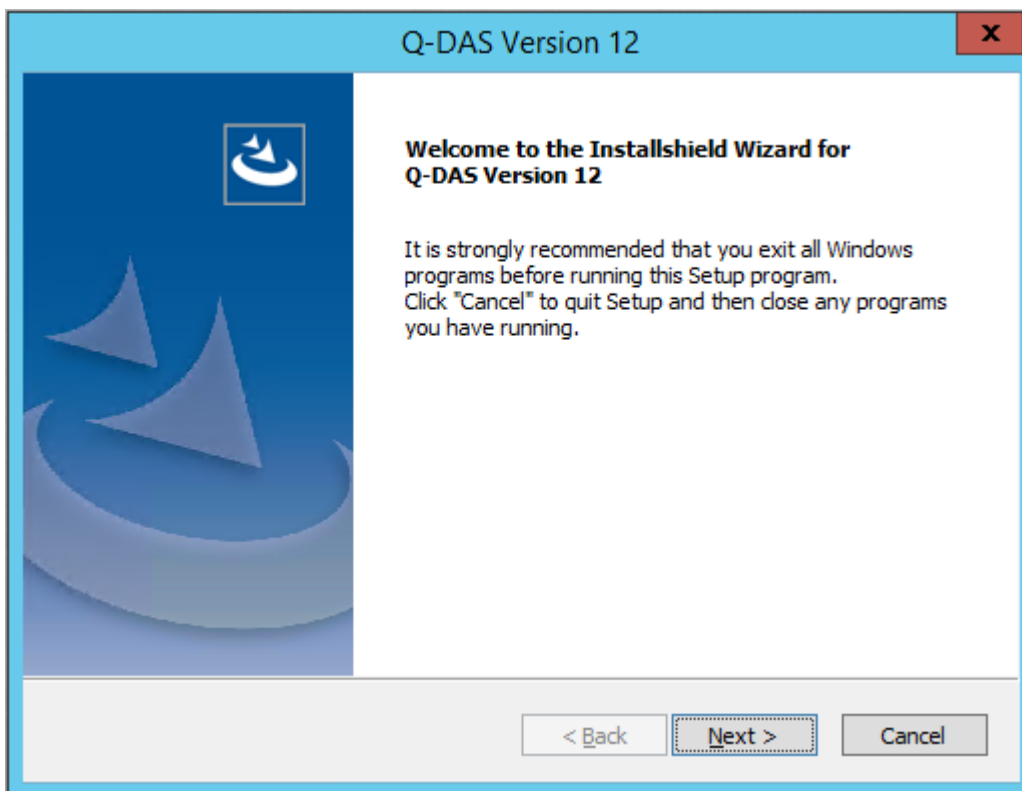 Q-DAS Version 12
x
Welcome to the Installshield Wizard for
Q-DAS Version 12
It is strongly recommended that you exit all Windows
programs before running this Setup program.
Click "Cancel" to quit Setup and then close any programs
you have running.
< Back
Next >
Cancel